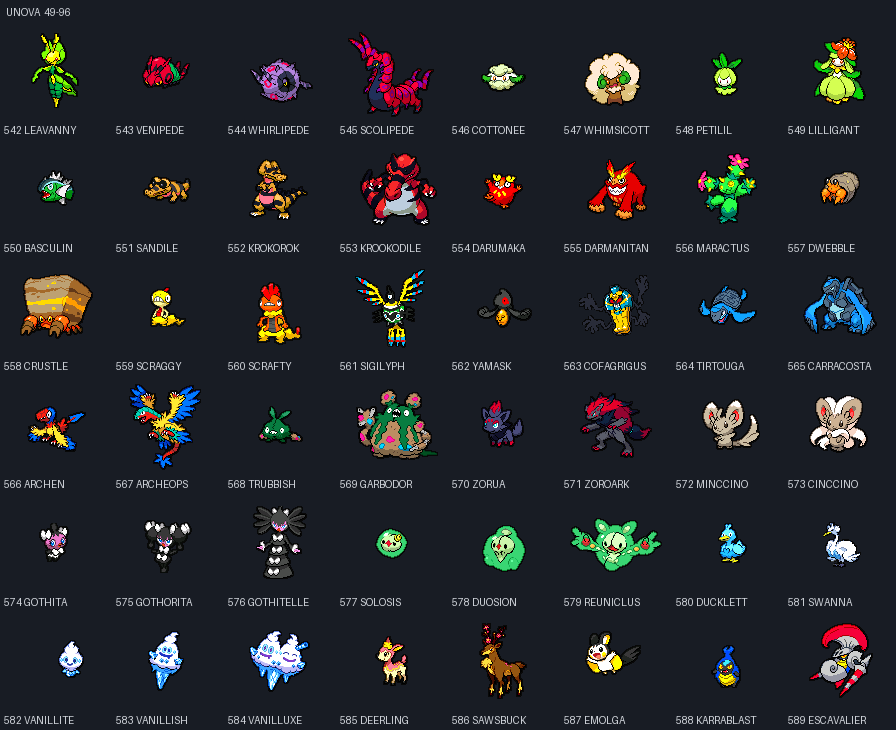 UNOVA 49-96
542 LEAVANNY 543 VENIPEDE 544 WHIRLIPEDE 545 SCOLIPEDE 546 COTTONEE 547 WHIMSICOTT 548 PETILIL 549 LILLIGANT
550 BASCULIN 551 SANDILE 552 KROKOROK 553 KROOKODILE 554 DARUMAKA 555 DARMANITAN 556 MARACTUS 557 DWEBBLE
558 CRUSTLE 559 SCRAGGY 560 SCRAFTY 561 SIGILYPH 562 YAMASK 563 COFAGRIGUS 564 TIRTOUGA 565 CARRACOSTA
566 ARCHEN 567 ARCHEOPS 568 TRUBBISH 569 GARBODOR 570 ZORUA 571 ZOROARK 572 MINCCINO 573 CINCCINO
574 GOTHITA 575 GOTHORITA 576 GOTHITELLE 577 SOLOSIS 578 DUOSION 579 REUNICLUS 580 DUCKLETT 581 SWANNA
582 VANILLITE 583 VANILLISH 584 VANILLUXE 585 DEERLING 586 SAWSBUCK 587 EMOLGA 588 KARRABLAST 589 ESCAVALIER